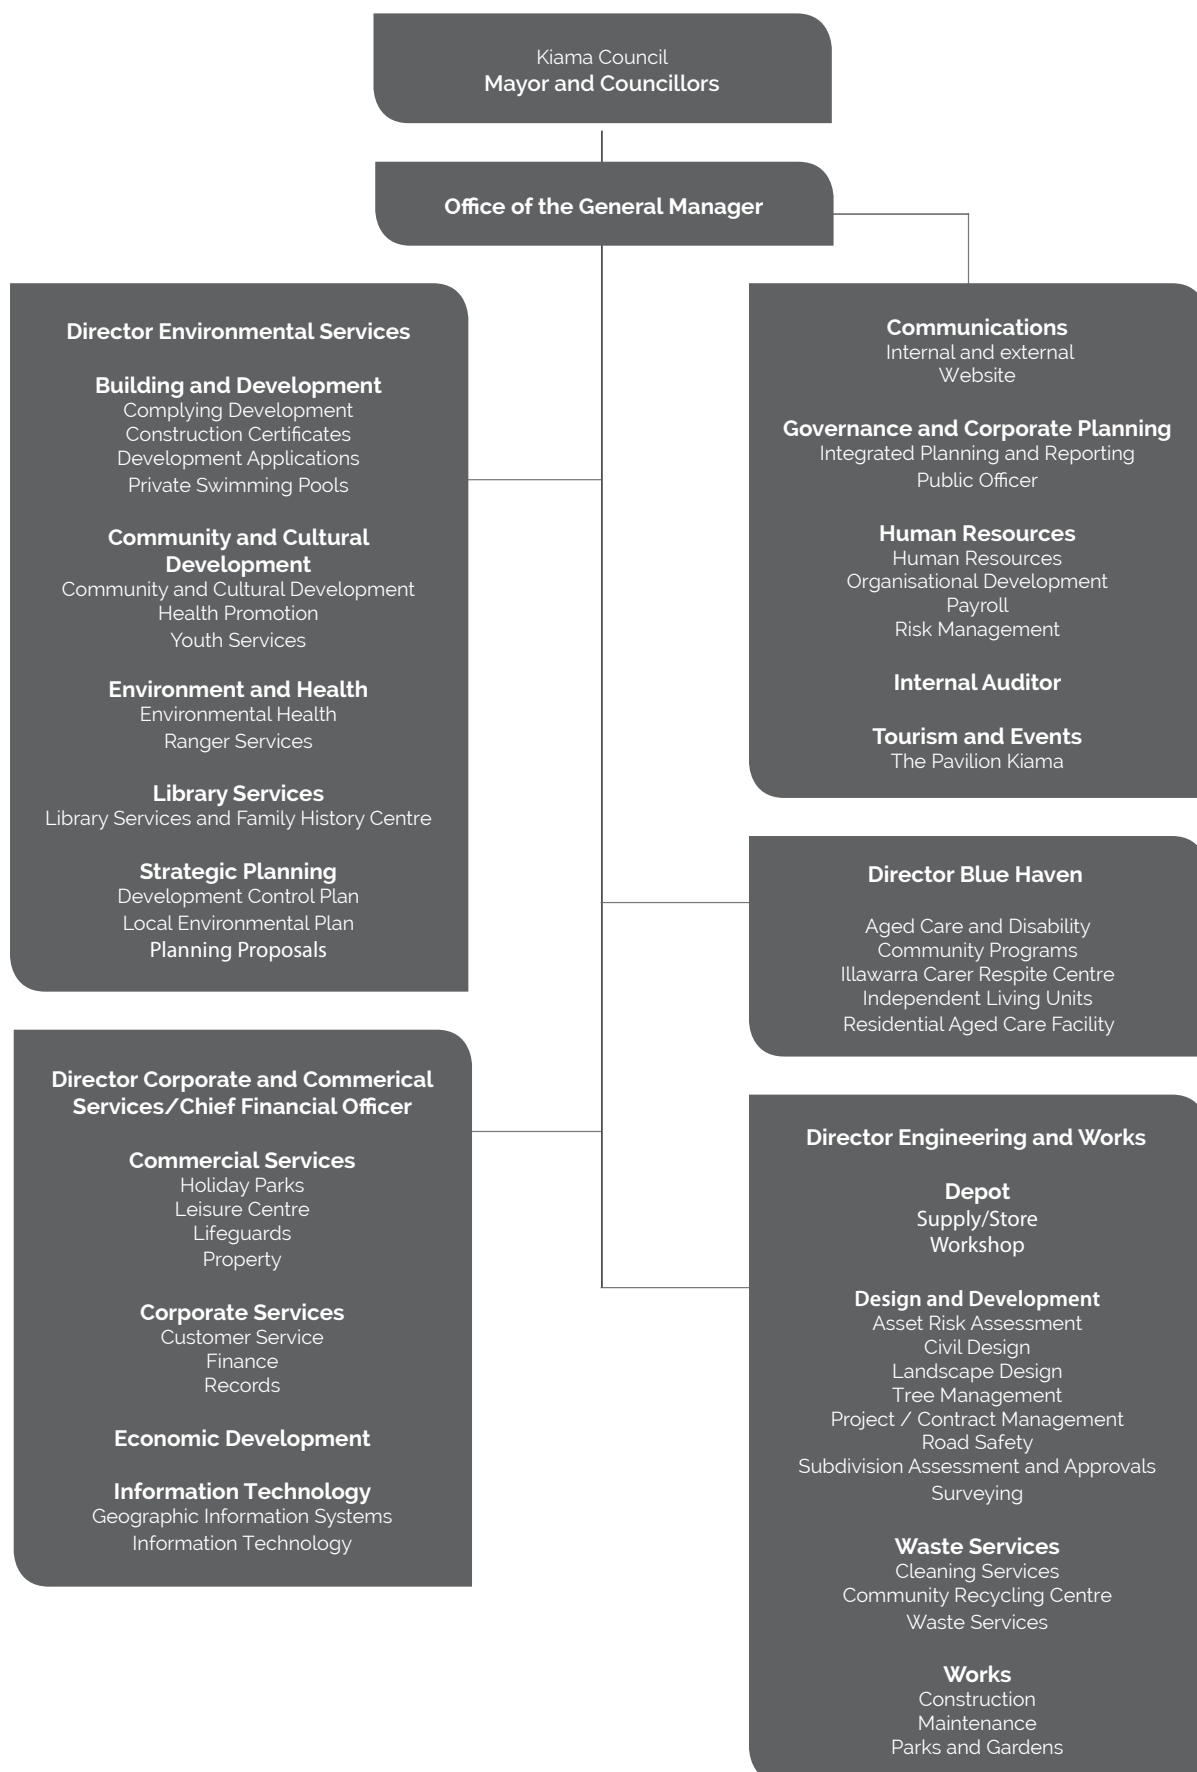 Kiama Council
Mayor and Councillors
Office of the General Manager
Director Environmental Services
Building and Development
Complying Development
Construction Certificates
Development Applications
Private Swimming Pools
Community and Cultural
Development
Community and Cultural Development
Health Promotion
Youth Services
Environment and Health
Environmental Health
Ranger Services
Library Services
Library Services and Family History Centre
Strategic Planning
Development Control Plan
Local Environmental Plan
Planning Proposals
Director Corporate and Commerical
Services/Chief Financial Officer
Commercial Services
Holiday Parks
Leisure Centre
Lifeguards
Property
Corporate Services
Customer Service
Finance
Records
Economic Development
Information Technology
Geographic Information Systems
Information Technology
Communications
Internal and external
Website
Governance and Corporate Planning
Integrated Planning and Reporting
Public Officer
Human Resources
Human Resources
Organisational Development
Payroll
Risk Management
Internal Auditor
Tourism and Events
The Pavilion Kiama
Director Blue Haven
Aged Care and Disability
Community Programs
Illawarra Carer Respite Centre
Independent Living Units
Residential Aged Care Facility
Director Engineering and Works
Depot
Supply/Store
Workshop
Design and Development
Asset Risk Assessment
Civil Design
Landscape Design
Tree Management
Project / Contract Management
Road Safety
Subdivision Assessment and Approvals
Surveying
Waste Services
Cleaning Services
Community Recycling Centre
Waste Services
Works
Construction
Maintenance
Parks and Gardens